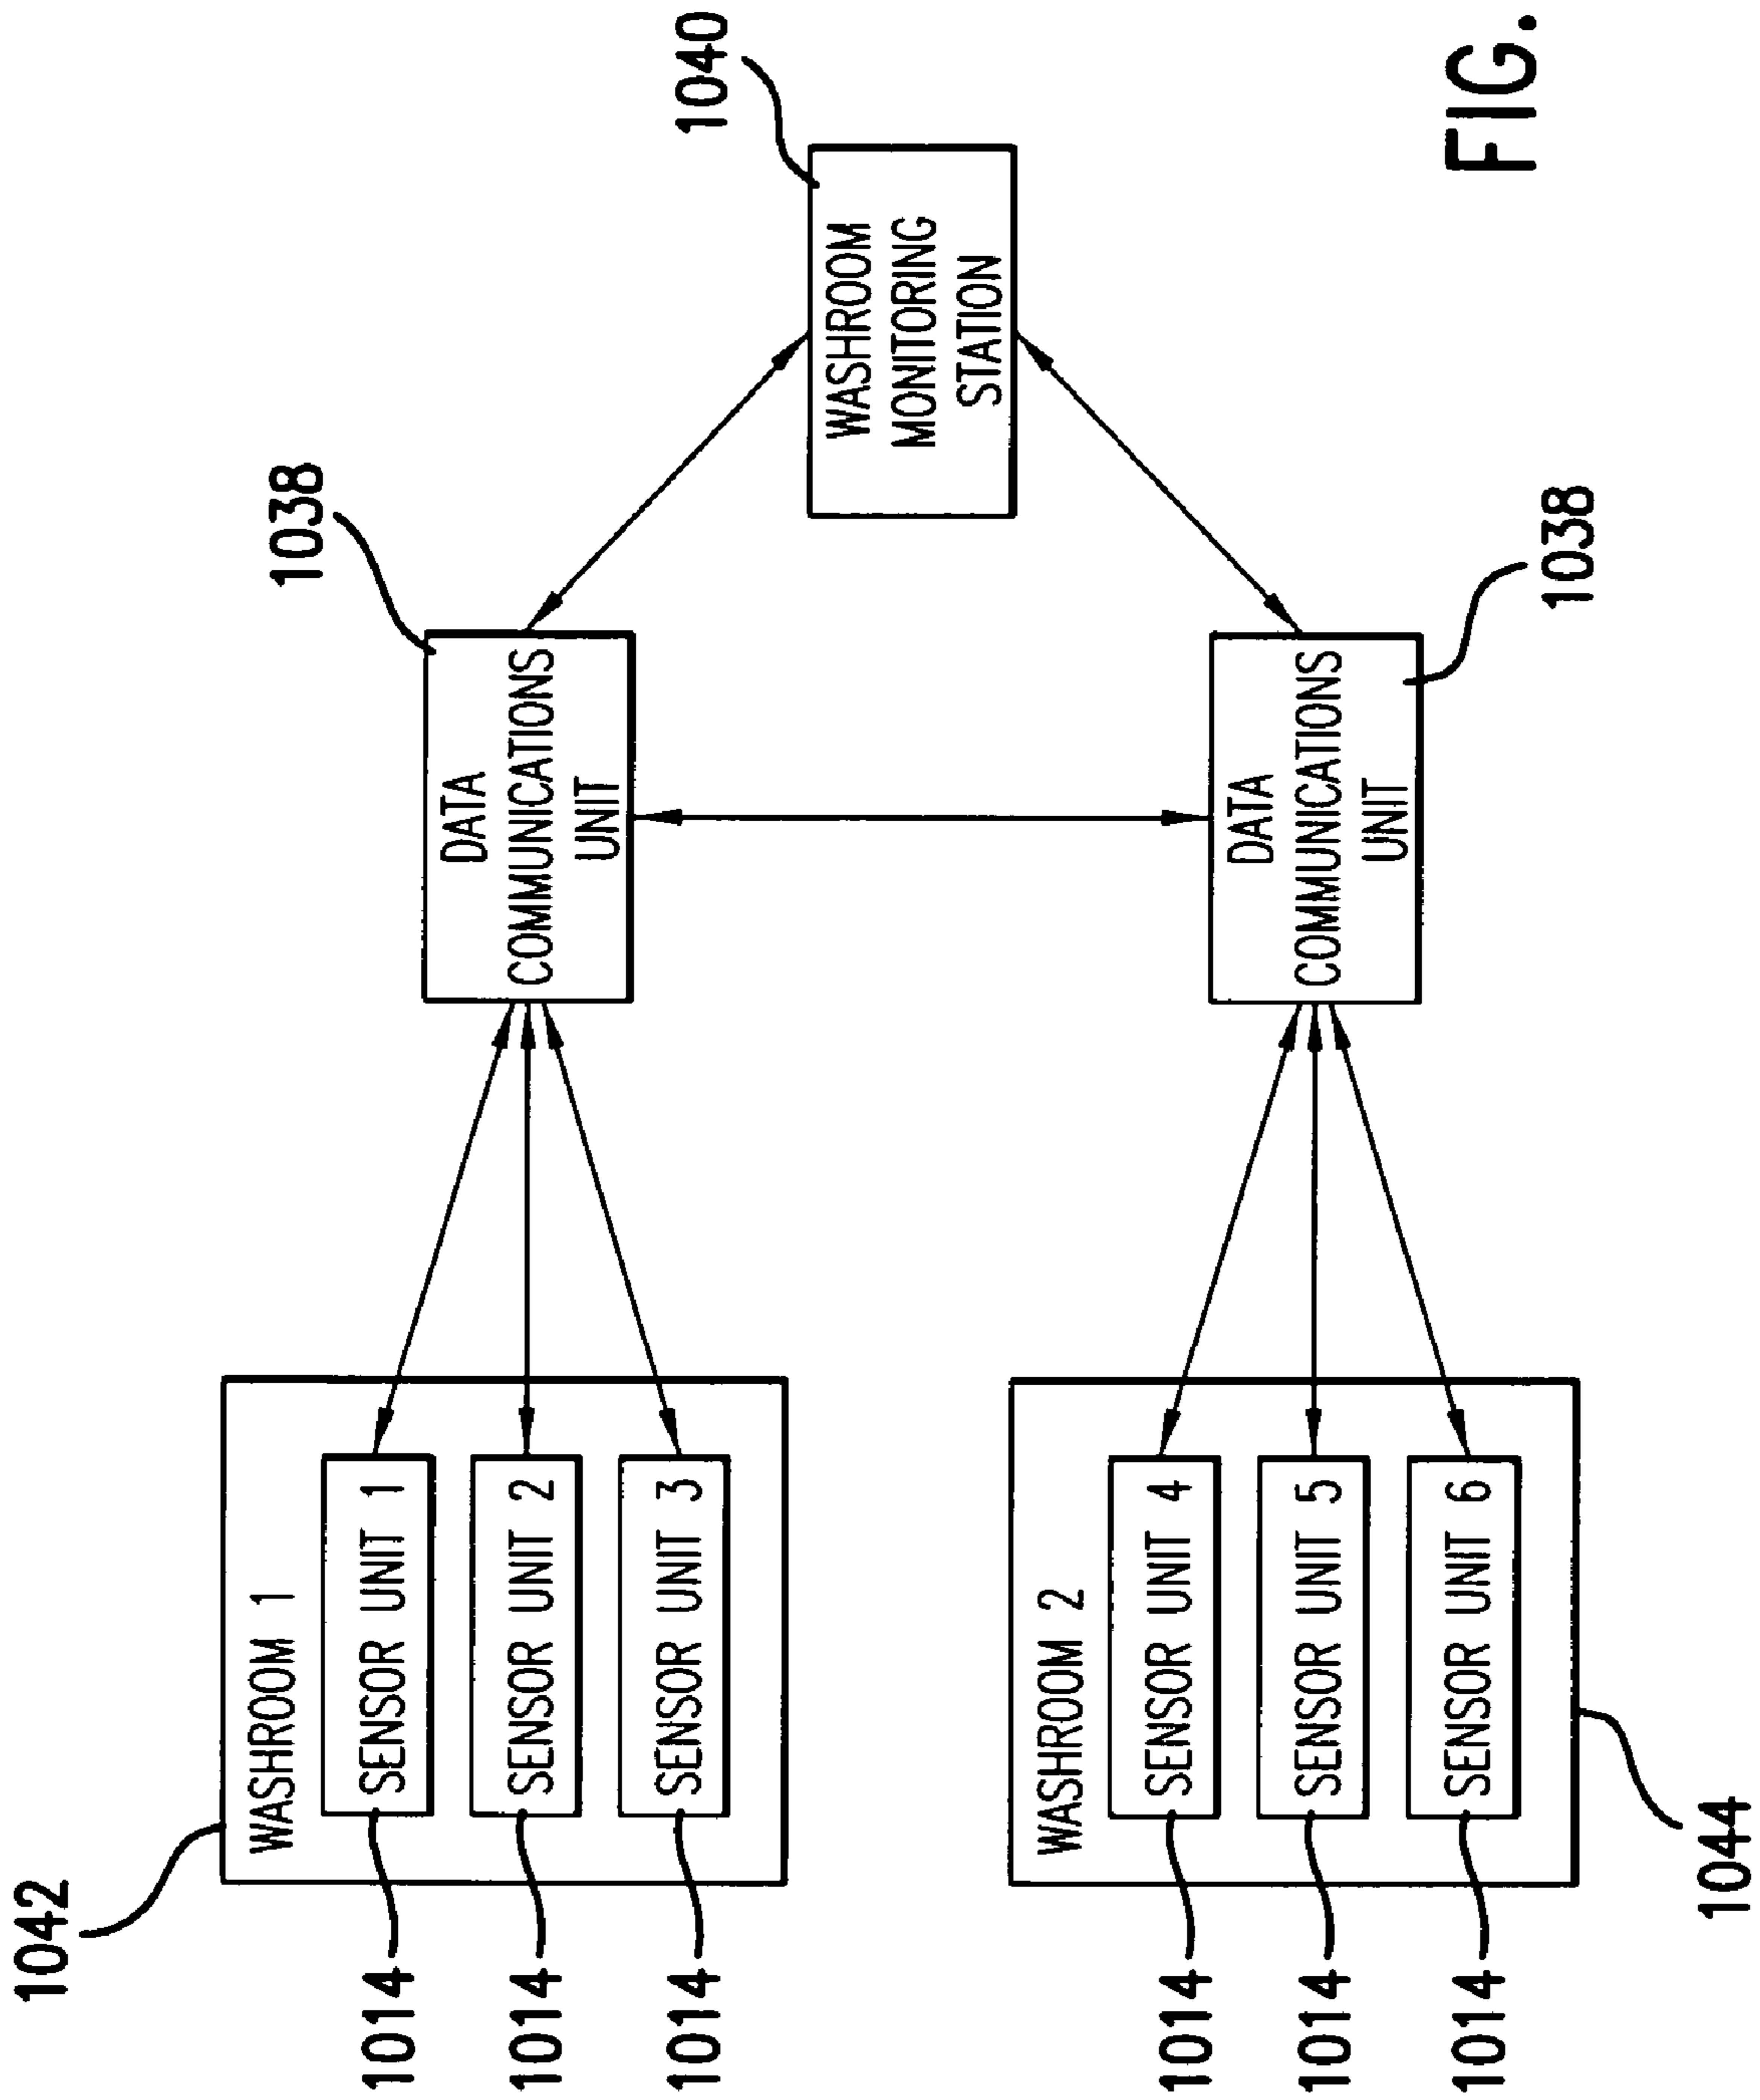 1042
WASHROOM 1
1014
SENSOR UNIT 1
1014
SENSOR UNIT 2
1014
SENSOR UNIT 3
1038
DATA
COMMUNICATIONS
UNIT
1040
WASHROOM
MONITORING
STATION
WASHROOM 2
1014
SENSOR UNIT 4
1014
SENSOR UNIT 5
1014
SENSOR UNIT 6
1044
DATA
COMMUNICATIONS
UNIT
1038
FIG.